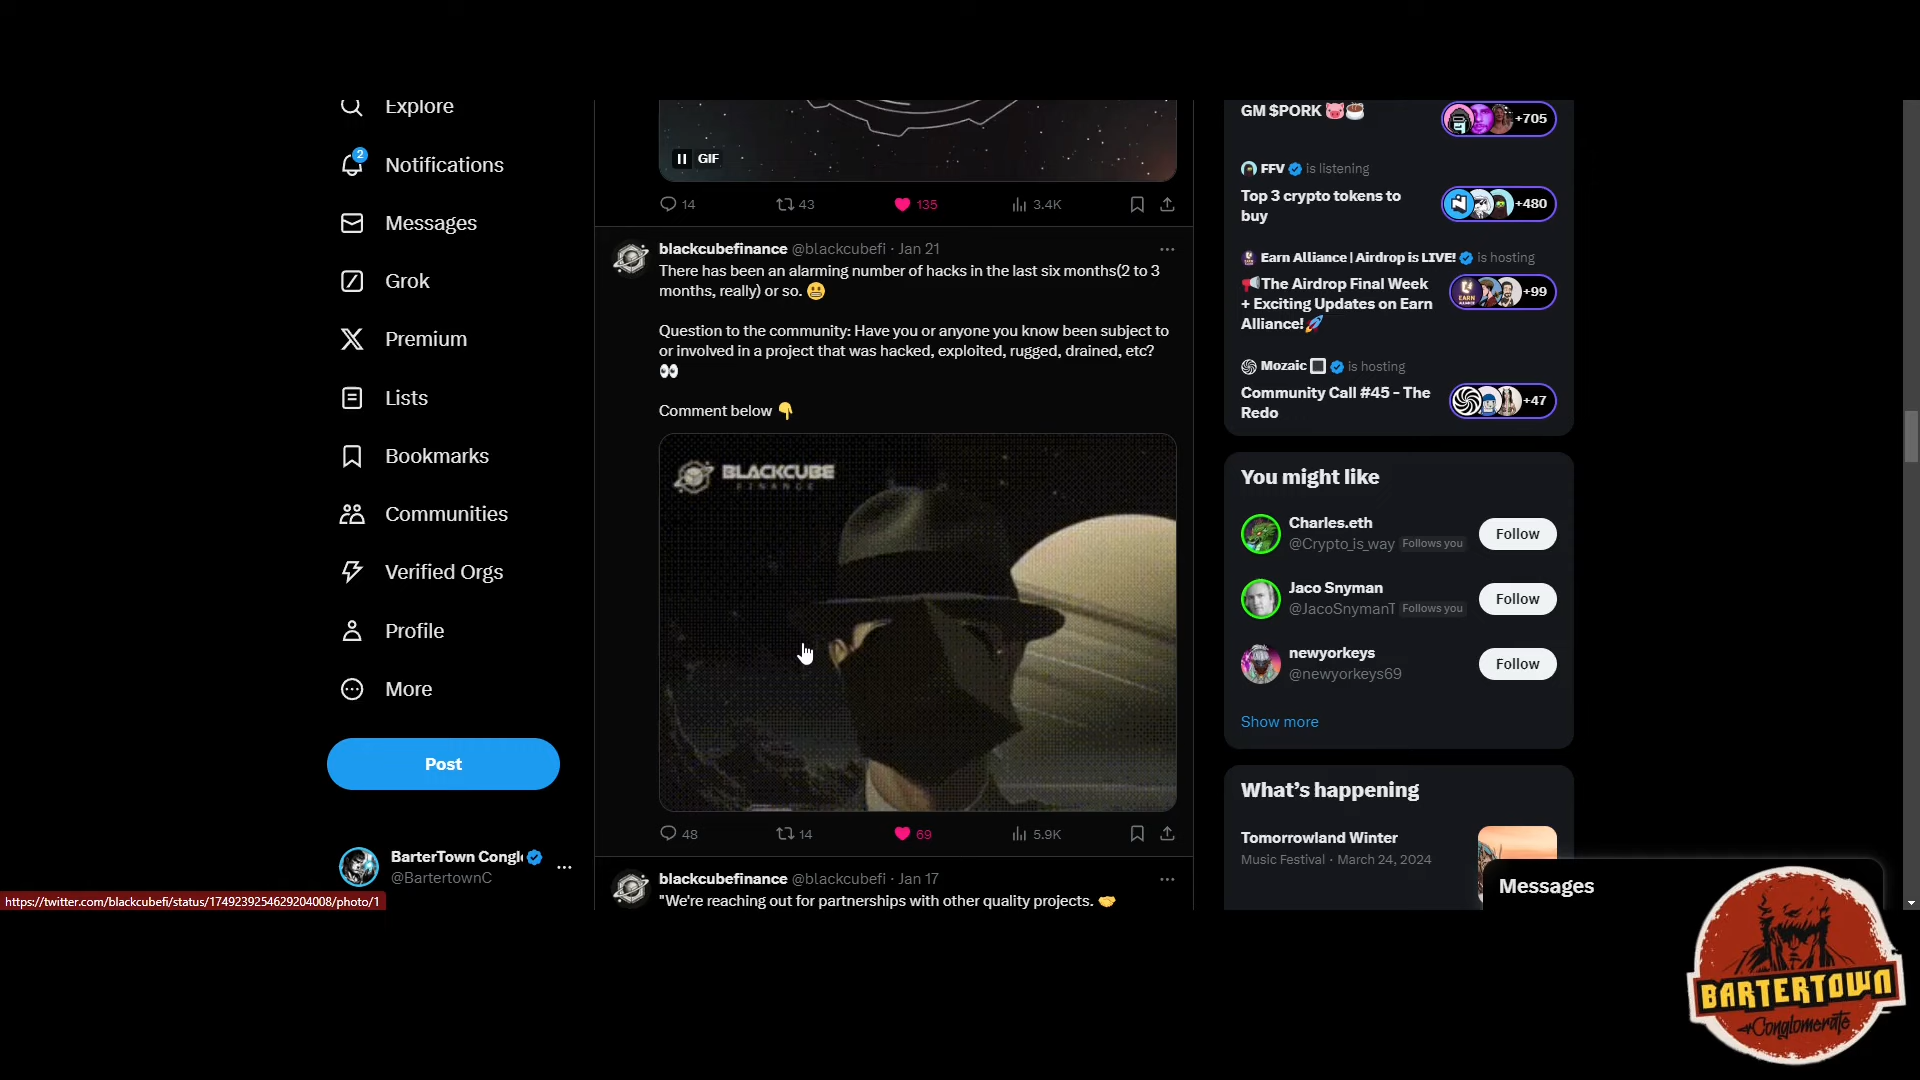 Explore
2
Notifications
Messages
Grok
Premium
Lists
Bookmarks
Communities
Verified Orgs
Profile
More
Post
BarterTown Congl
@BartertownC
https://twitter.com/blackcubefi/status/1749239254629204008/photo/1
GIF
14
43
135
3.4K
blackcubefinance @blackcubefi · Jan 21
There has been an alarming number of hacks in the last six months(2 to 3
months, really) or so. 😬
Question to the community: Have you or anyone you know been subject to
or involved in a project that was hacked, exploited, rugged, drained, etc?
👀
Comment below 👇
BLACKCUBE
FINANCE
48
14
69
5.9K
blackcubefinance @blackcubefi · Jan 17
"We're reaching out for partnerships with other quality projects. 🤝
GM $PORK 🐷☕
+705
FFV is listening
Top 3 crypto tokens to
buy
+480
Earn Alliance | Airdrop is LIVE! is hosting
📢The Airdrop Final Week
+ Exciting Updates on Earn
Alliance!🚀
EARN
+99
Mozaic is hosting
Community Call #45 - The
Redo
+47
You might like
Charles.eth
@Crypto_is_way Follows you
Follow
Jaco Snyman
@JacoSnymanT Follows you
Follow
newyorkeys
@newyorkeys69
Follow
Show more
What's happening
Tomorrowland Winter
Music Festival · March 24, 2024
Messages
BARTERTOWN
Conglomerate